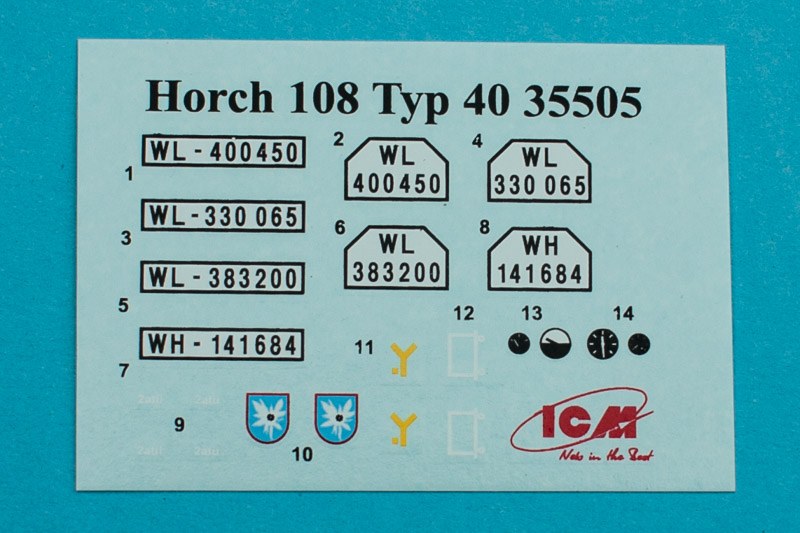 Horch 108 Typ 40 35505
1
WL - 400450
2
WL
400450
4
WL
330 065
3
WL - 330 065
5
WL - 383200
6
WL
383200
8
WH
141684
7
WH - 141684
11
12
13
14
9
10
ICM